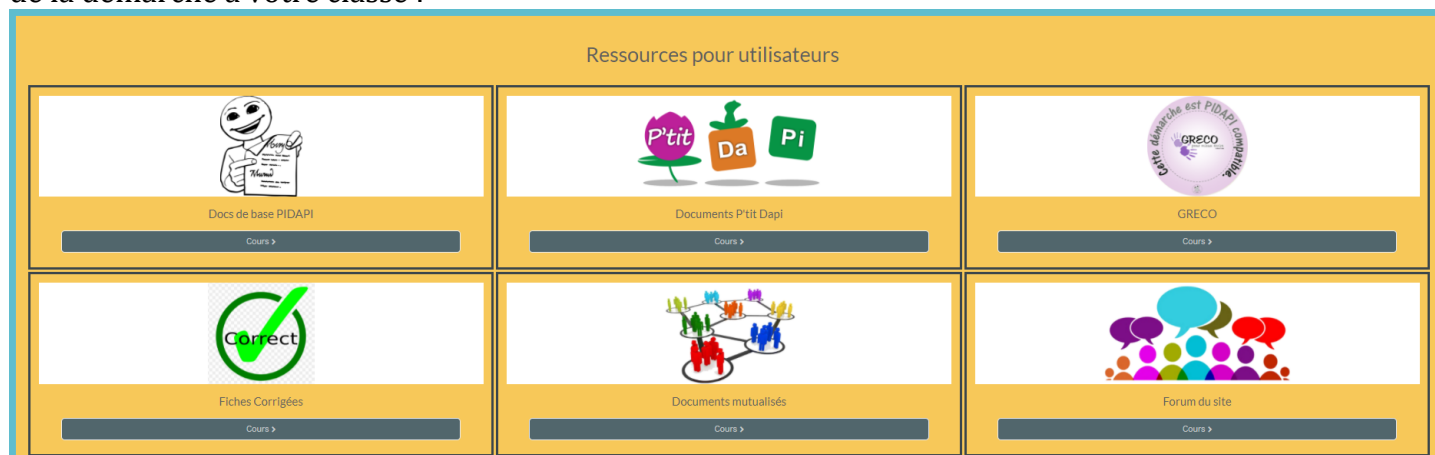 de la démarche à votre classe :
Ressources pour utilisateurs
P'tit Da Pi
Cette démarche est PIDAPI compatible.
GRECO
Docs de base PIDAPI
Documents P'tit Dapi
GRECO
Cours >
Cours >
Cours >
Correct
Fiches Corrigées
Documents mutualisés
Forum du site
Cours >
Cours >
Cours >